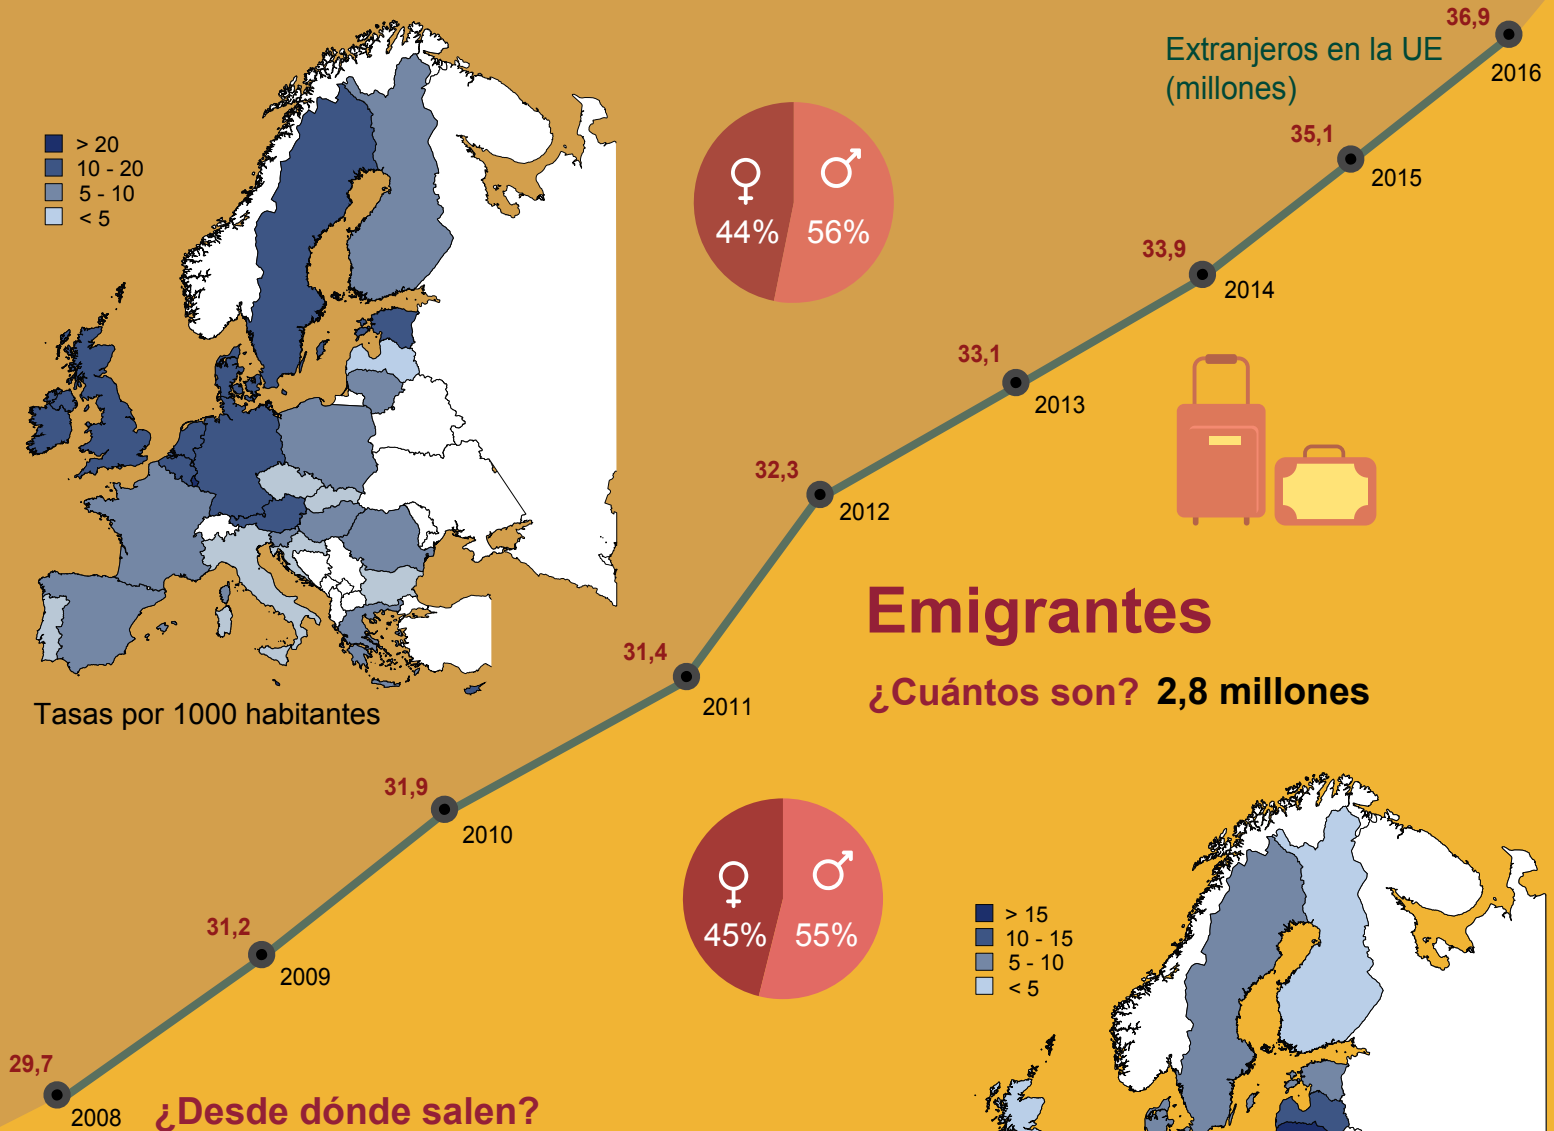 36,9
Extranjeros en la UE
(millones)
2016
> 20
10 - 20
5 - 10
< 5
35,1
2015
♀ ♂
44% 56%
33,9
2014
33,1
2013
32,3
2012
Emigrantes
¿Cuántos son? 2,8 millones
31,4
2011
Tasas por 1000 habitantes
31,9
2010
♀ ♂
45% 55%
> 15
10 - 15
5 - 10
< 5
31,2
2009
29,7
2008
¿Desde dónde salen?